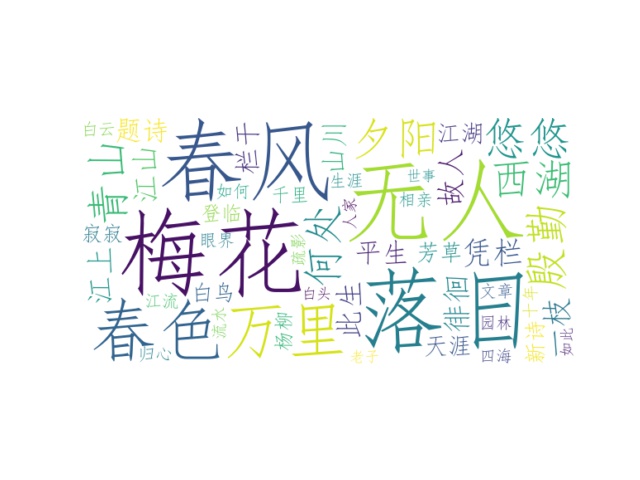 白云
题诗
春风
栏干
山川
夕阳
江湖
悠悠
青山
江山
如何
千里
生涯
无人
世事
相亲
故人
西湖
登临
寂寂
梅花
眼界
疏影
何处
人家
平生
芳草
凭栏
殷勤
江上
江流
白鸟
白头
此生
落日
徘徊
文章
园林
四海
一枝
新诗
十年
如此
春色
归心
流水
万里
杨柳
老子
天涯